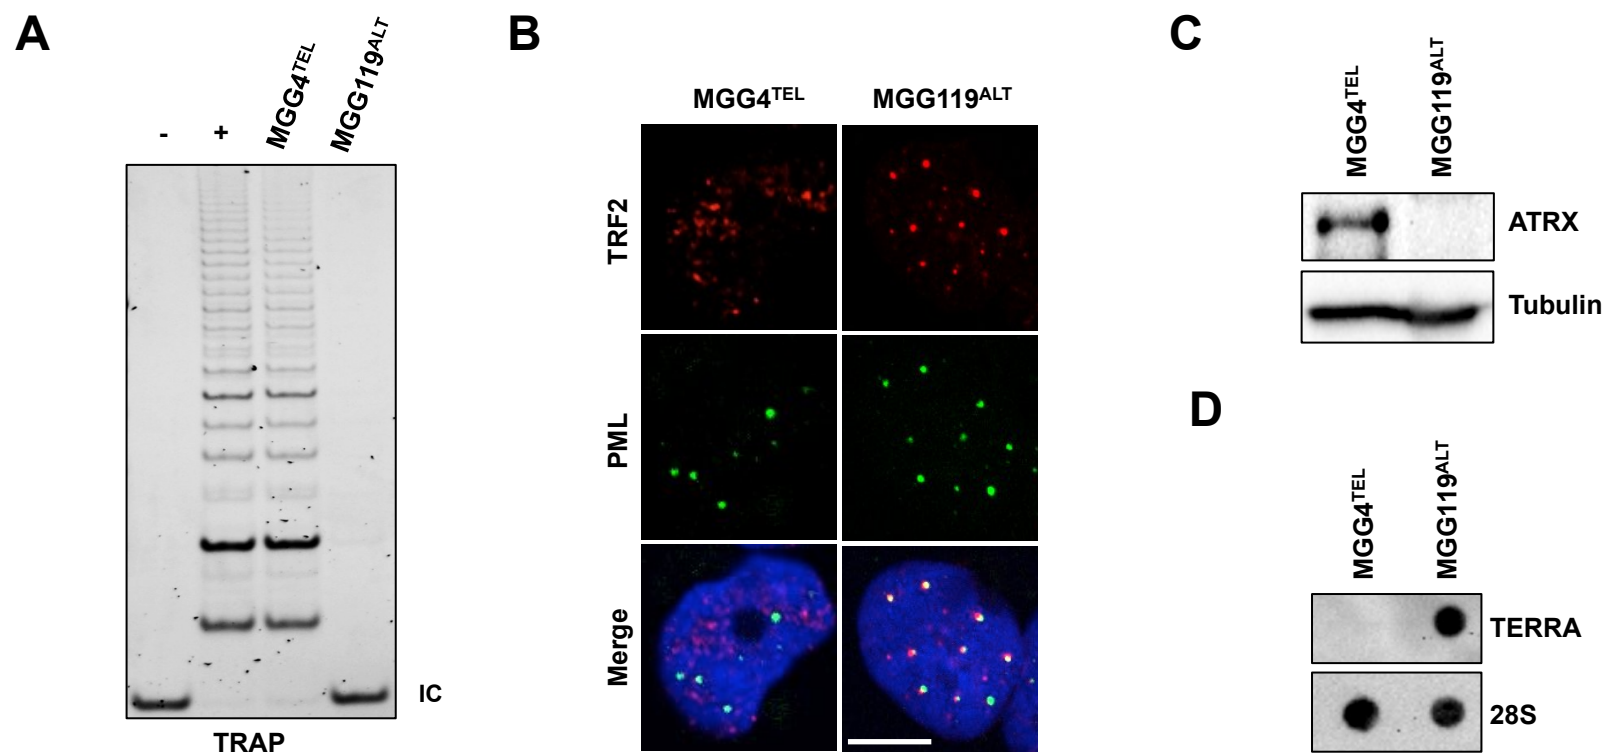 A
- + MGG4TEL MGG119ALT
IC
TRAP
B
MGG4TEL MGG119ALT
TRF2
PML
Merge
C
MGG4TEL MGG119ALT
ATRX
Tubulin
D
MGG4TEL MGG119ALT
TERRA
28S